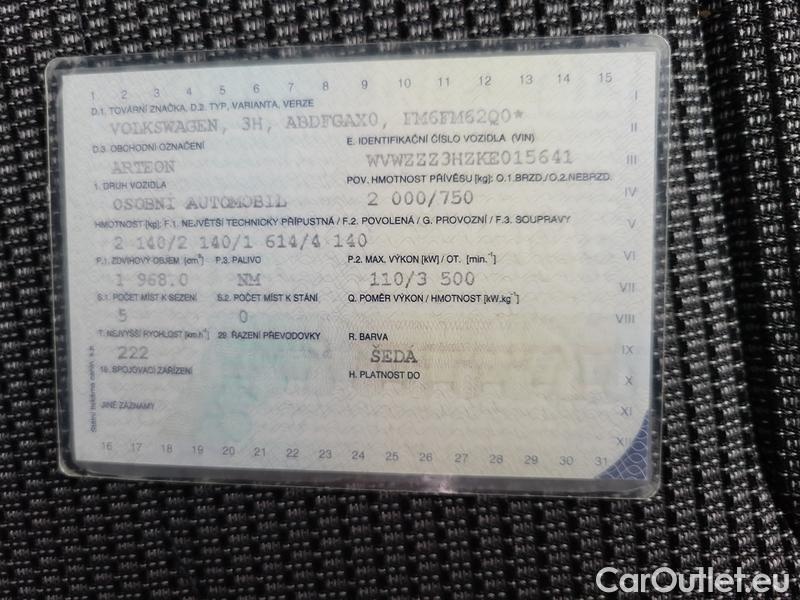 1 2 3 4 5 6 7 8 9 10 11 12 13 14 15
I
D.1. TOVÁRNÍ ZNAČKA, D.2. TYP, VARIANTA, VERZE
VOLKSWAGEN, 3H, ABDFGAX0, FM6FM62Q0*
II
D.3. OBCHODNÍ OZNAČENÍ E. IDENTIFIKAČNÍ ČÍSLO VOZIDLA (VIN)
ARTEON WVWZZZ3HZKE015641
III
1. DRUH VOZIDLA POV. HMOTNOST PŘÍVĚSU [kg]: O.1.BRZD./O.2.NEBRZD.
OSOBNÍ AUTOMOBIL 2 000/750
IV
HMOTNOST [kg]: F.1. NEJVĚTŠÍ TECHNICKY PŘÍPUSTNÁ / F.2. POVOLENÁ / G. PROVOZNÍ / F.3. SOUPRAVY
V
2 140/2 140/1 614/4 140
P.1. ZDVIHOVÝ OBJEM [cm³] P.3. PALIVO P.2. MAX. VÝKON [kW] / OT. [min.⁻¹]
VI
1 968.0 NM 110/3 500
VII
S.1. POČET MÍST K SEZENÍ S.2. POČET MÍST K STÁNÍ Q. POMĚR VÝKON / HMOTNOST [kW.kg⁻¹]
5 0
VIII
T. NEJVYŠŠÍ RYCHLOST [km.h⁻¹] 29. ŘAZENÍ PŘEVODOVKY R. BARVA
222 ŠEDÁ
IX
18. SPOJOVACÍ ZAŘÍZENÍ H. PLATNOST DO
X
JINÉ ZÁZNAMY
XI
XII
16 17 18 19 20 21 22 23 24 25 26 27 28 29 30 31
CarOutlet.eu